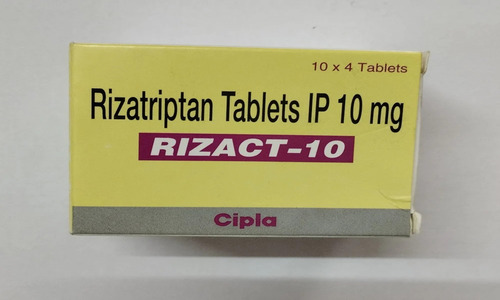 10 x 4 Tablets
Rizatriptan Tablets IP 10 mg
RIZACT-10
Cipla